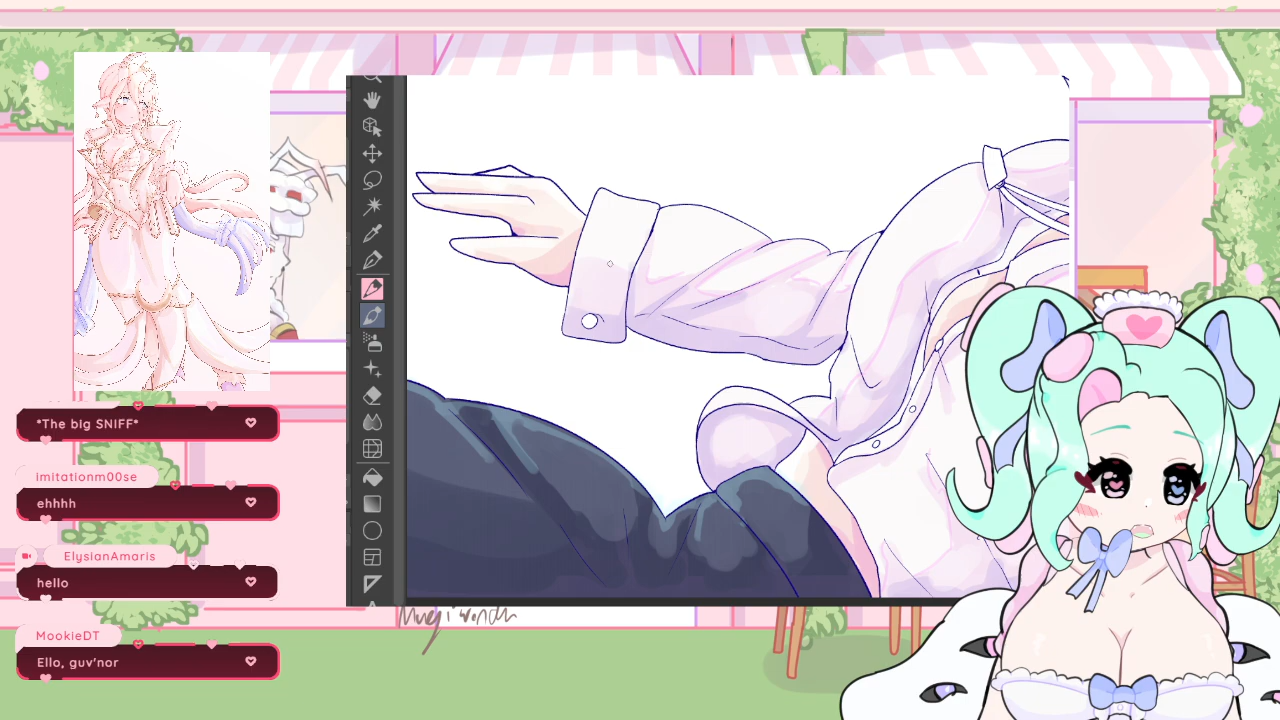 *The big SNIFF*
imitationm00se
ehhhh
ElysianAmaris
hello
MookieDT
Ello, guv'nor